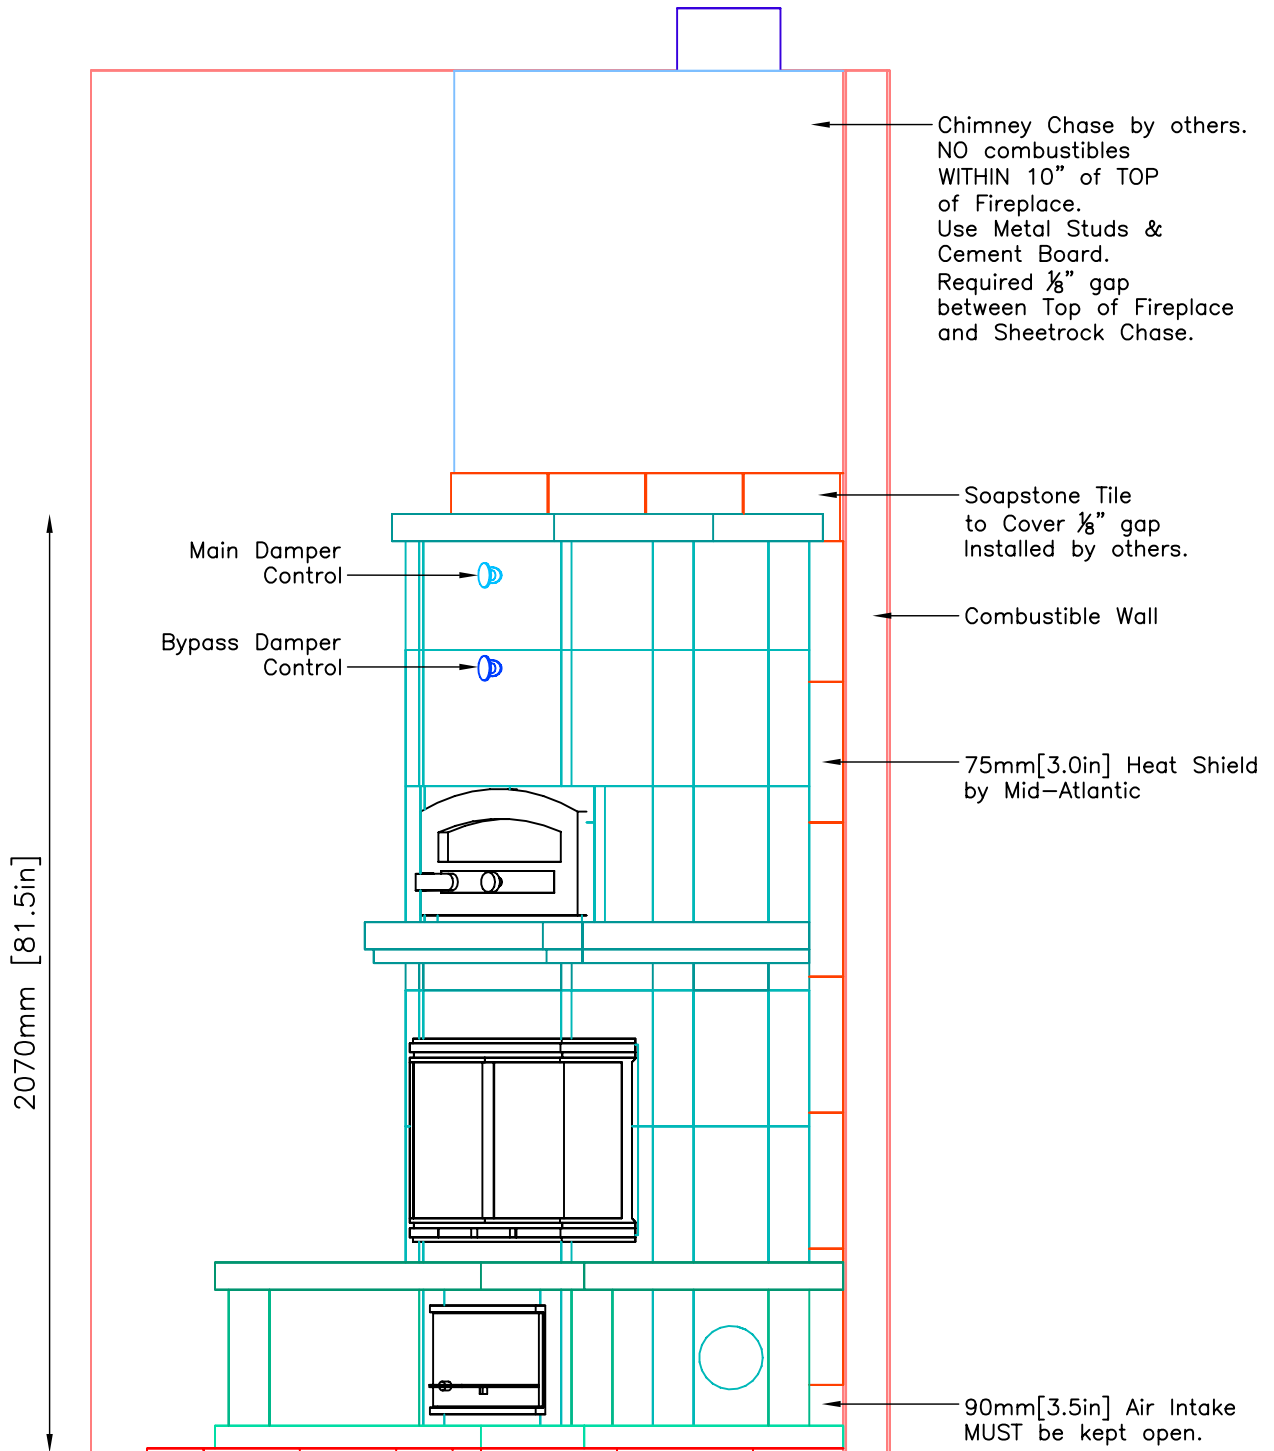 Chimney Chase by others.
NO combustibles
WITHIN 10” of TOP
of Fireplace.
Use Metal Studs &
Cement Board.
Required ⅛” gap
between Top of Fireplace
and Sheetrock Chase.
Soapstone Tile
to Cover ⅛” gap
Installed by others.
Main Damper
Control
Combustible Wall
Bypass Damper
Control
75mm[3.0in] Heat Shield
by Mid–Atlantic
2070mm [81.5in]
90mm[3.5in] Air Intake
MUST be kept open.